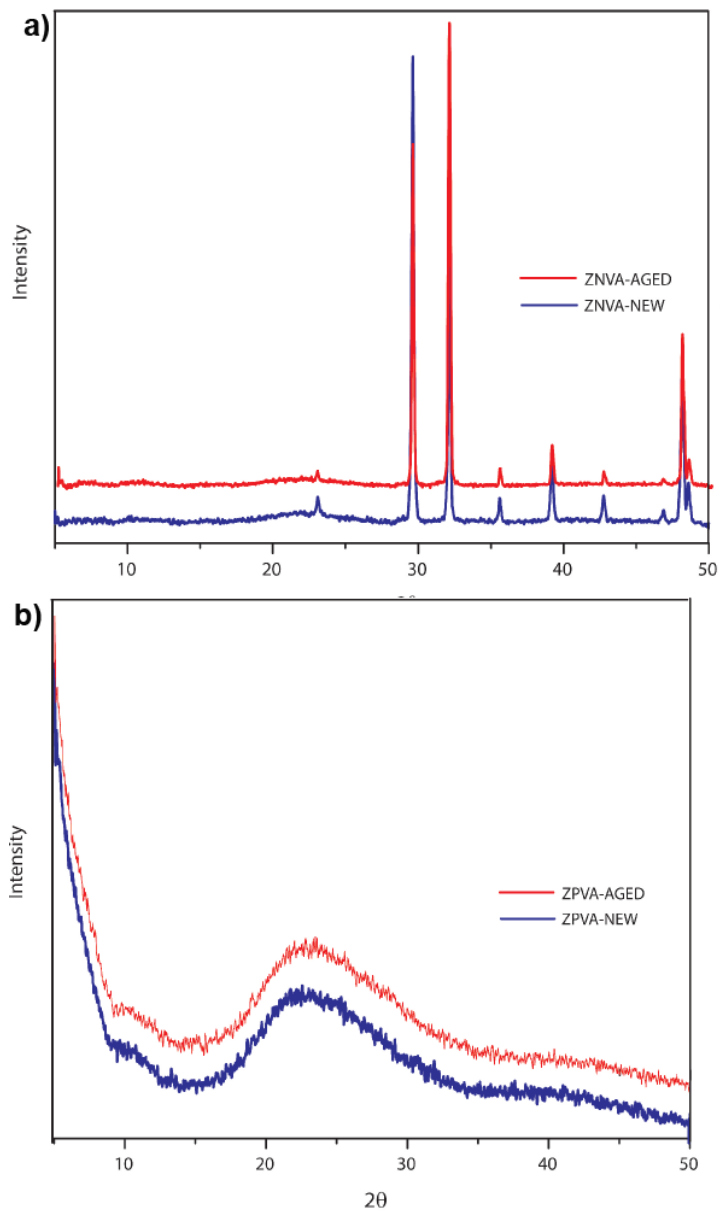 a)
Intensity
ZNVA-AGED
ZNVA-NEW
10
20
30
40
50
b)
Intensity
ZPVA-AGED
ZPVA-NEW
10
20
30
40
50
2θ